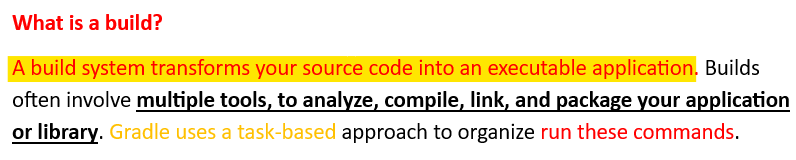 What is a build?
A build system transforms your source code into an executable application. Builds
often involve multiple tools, to analyze, compile, link, and package your application
or library. Gradle uses a task-based approach to organize run these commands.